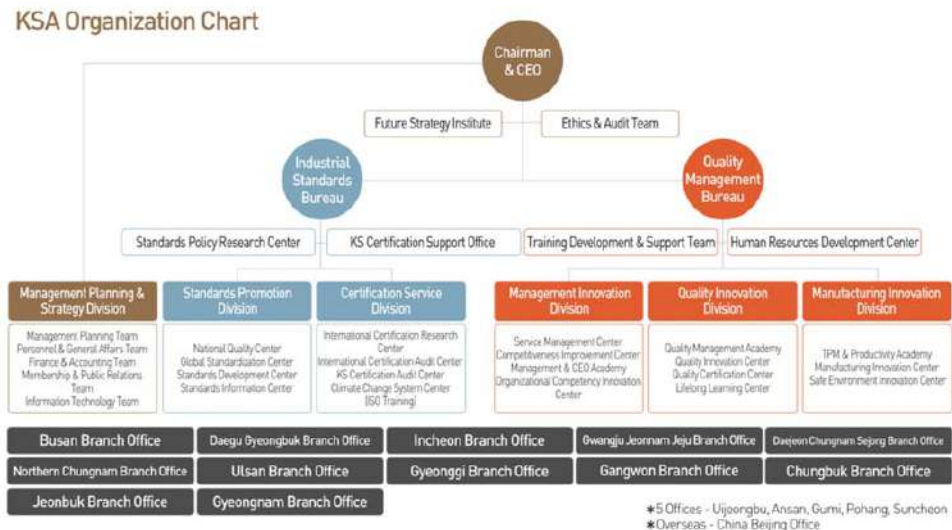 KSA Organization Chart
Chairman
& CEO
Future Strategy Institute
Ethics & Audit Team
Industrial
Standards
Bureau
Quality
Management
Bureau
Standards Policy Research Center
KS Certification Support Office
Training Development & Support Team
Human Resources Development Center
Management Planning &
Strategy Division
Management Planning Team
Personnel & General Affairs Team
Finance & Accounting Team
Membership & Public Relations
Team
Information Technology Team
Standards Promotion
Division
National Quality Center
Global Standardization Center
Standards Development Center
Standards Information Center
Certification Service
Division
International Certification Research
Center
International Certification Audit Center
KS Certification Audit Center
Climate Change System Center
(ISO Training)
Management Innovation
Division
Service Management Center
Competitiveness Improvement Center
Management & CEO Academy
Organizational Competency Innovation
Center
Quality Innovation
Division
Quality Management Academy
Quality Innovation Center
Quality Certification Center
Lifelong Learning Center
Manufacturing Innovation
Division
TPM & Productivity Academy
Manufacturing Innovation Center
Safe Environment innovation Center
Busan Branch Office
Daegu Gyeongbuk Branch Office
Incheon Branch Office
Gwangju Jeonnam Jeju Branch Office
Daejeon Chungnam Sejong Branch Office
Northern Chungnam Branch Office
Ulsan Branch Office
Gyeonggi Branch Office
Gangwon Branch Office
Chungbuk Branch Office
Jeonbuk Branch Office
Gyeongnam Branch Office
*5 Offices - Uijeongbu, Ansan, Gumi, Pohang, Suncheon
*Overseas - China Beijing Office